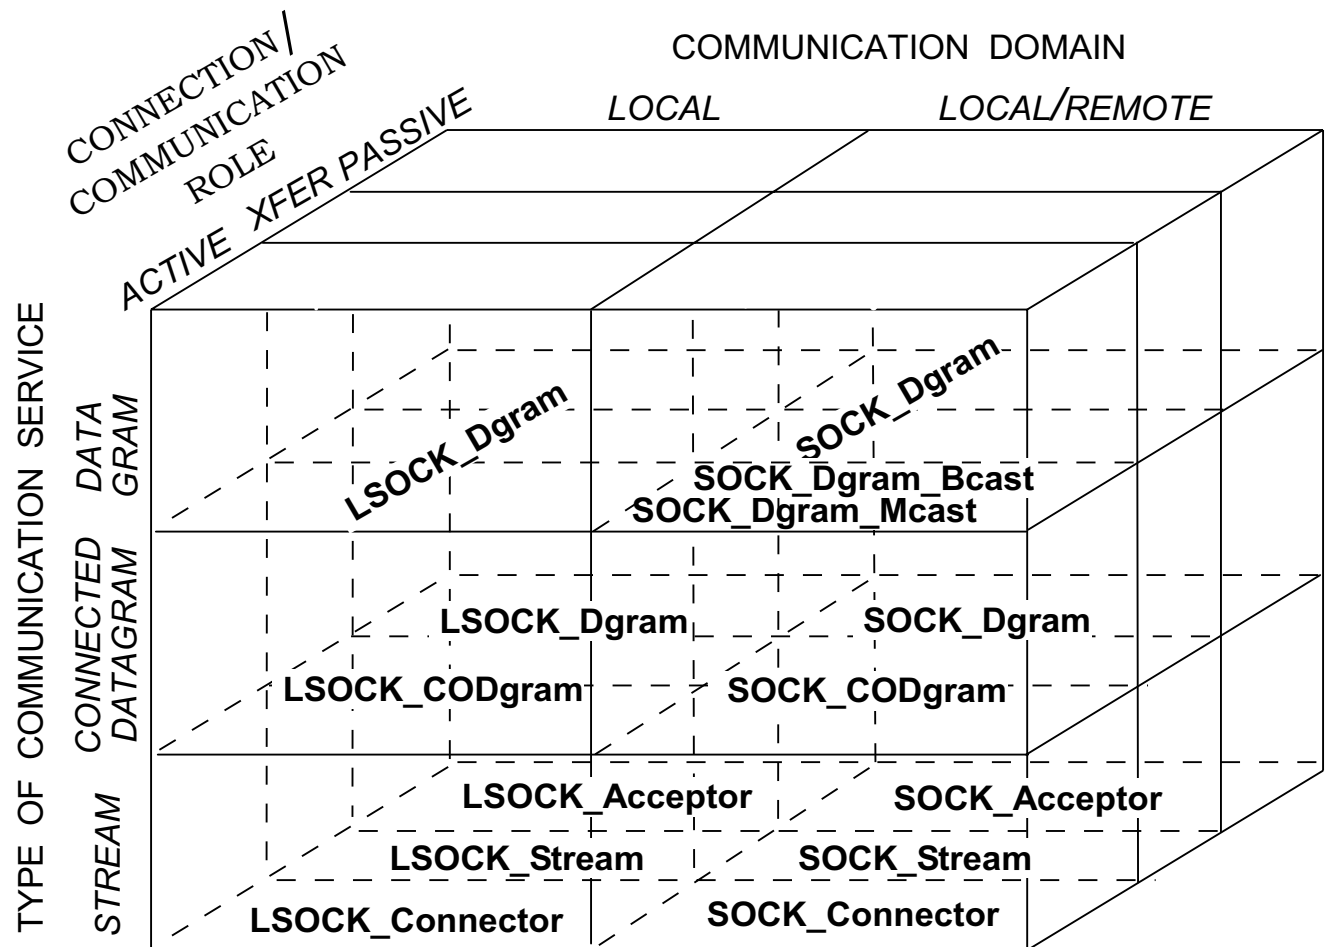 CONNECTION/
COMMUNICATION
ROLE
COMMUNICATION DOMAIN
LOCAL
LOCAL/REMOTE
ACTIVE XFER PASSIVE
TYPE OF COMMUNICATION SERVICE
DATA
GRAM
LSOCK_Dgram
SOCK_Dgram
SOCK_Dgram_Bcast
SOCK_Dgram_Mcast
CONNECTED
DATAGRAM
LSOCK_Dgram
SOCK_Dgram
LSOCK_CODgram
SOCK_CODgram
STREAM
LSOCK_Acceptor
SOCK_Acceptor
LSOCK_Stream
SOCK_Stream
LSOCK_Connector
SOCK_Connector